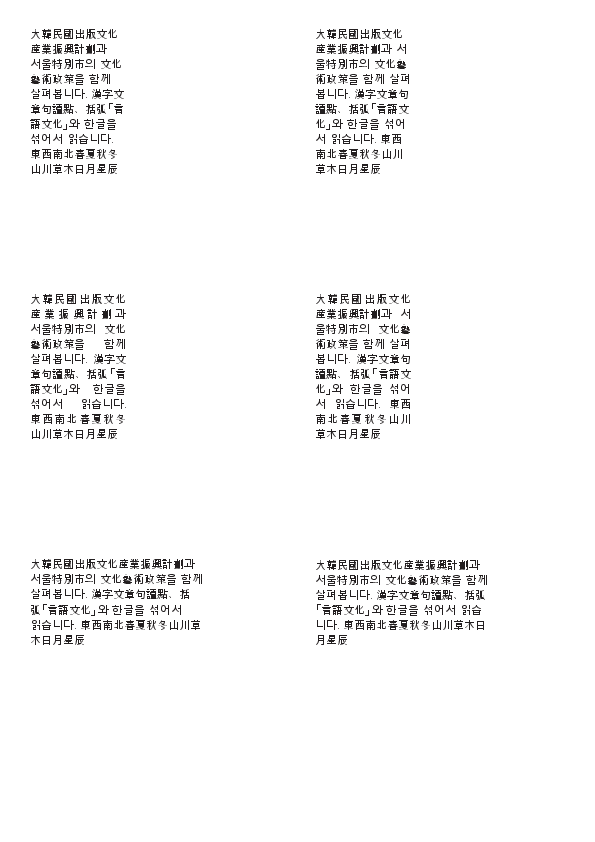 大韓民國出版文化
産業振興計劃과
서울特別市의 文化
藝術政策을 함께
살펴봅니다. 漢字文
章句讀點、括弧「言
語文化」와 한글을
섞어서 읽습니다.
東西南北春夏秋冬
山川草木日月星辰
大韓民國出版文化
産業振興計劃과 서
울特別市의 文化藝
術政策을 함께 살펴
봅니다. 漢字文章句
讀點、括弧「言語文
化」와 한글을 섞어
서 읽습니다. 東西
南北春夏秋冬山川
草木日月星辰
大韓民國出版文化
産業振興計劃과
서울特別市의 文化
藝術政策을 함께
살펴봅니다. 漢字文
章句讀點、括弧「言
語文化」와 한글을
섞어서 읽습니다.
東西南北春夏秋冬
山川草木日月星辰
大韓民國出版文化
産業振興計劃과 서
울特別市의 文化藝
術政策을 함께 살펴
봅니다. 漢字文章句
讀點、括弧「言語文
化」와 한글을 섞어
서 읽습니다. 東西
南北春夏秋冬山川
草木日月星辰
大韓民國出版文化産業振興計劃과
서울特別市의 文化藝術政策을 함께
살펴봅니다. 漢字文章句讀點、括
弧「言語文化」와 한글을 섞어서
읽습니다. 東西南北春夏秋冬山川草
木日月星辰
大韓民國出版文化産業振興計劃과
서울特別市의 文化藝術政策을 함께
살펴봅니다. 漢字文章句讀點、括弧
「言語文化」와 한글을 섞어서 읽습
니다. 東西南北春夏秋冬山川草木日
月星辰